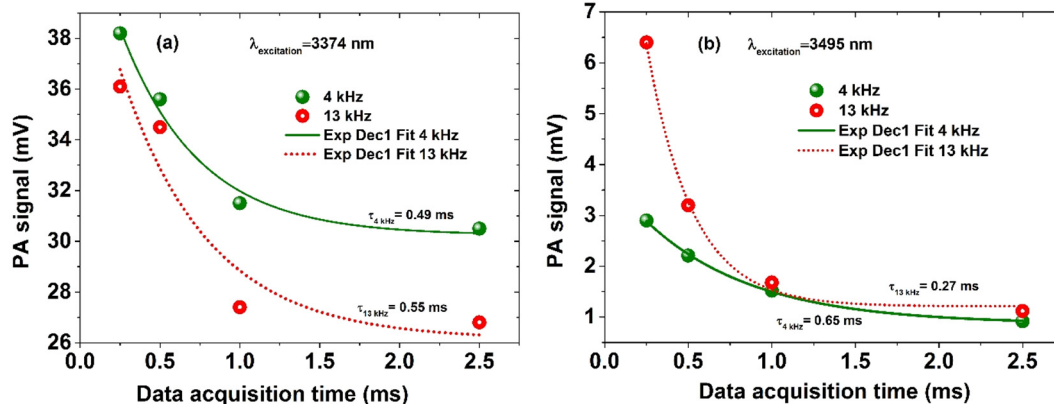 (a)
λexcitation=3374 nm
4 kHz
13 kHz
Exp Dec1 Fit 4 kHz
Exp Dec1 Fit 13 kHz
τ4 kHz= 0.49 ms
τ13 kHz= 0.55 ms
PA signal (mV)
38
36
34
32
30
28
26
0.0 0.5 1.0 1.5 2.0 2.5
Data acquisition time (ms)
(b)
λexcitation=3495 nm
4 kHz
13 kHz
Exp Dec1 Fit 4 kHz
Exp Dec1 Fit 13 kHz
τ13 kHz= 0.27 ms
τ4 kHz= 0.65 ms
PA signal (mV)
7
6
5
4
3
2
1
0.0 0.5 1.0 1.5 2.0 2.5
Data acquisition time (ms)